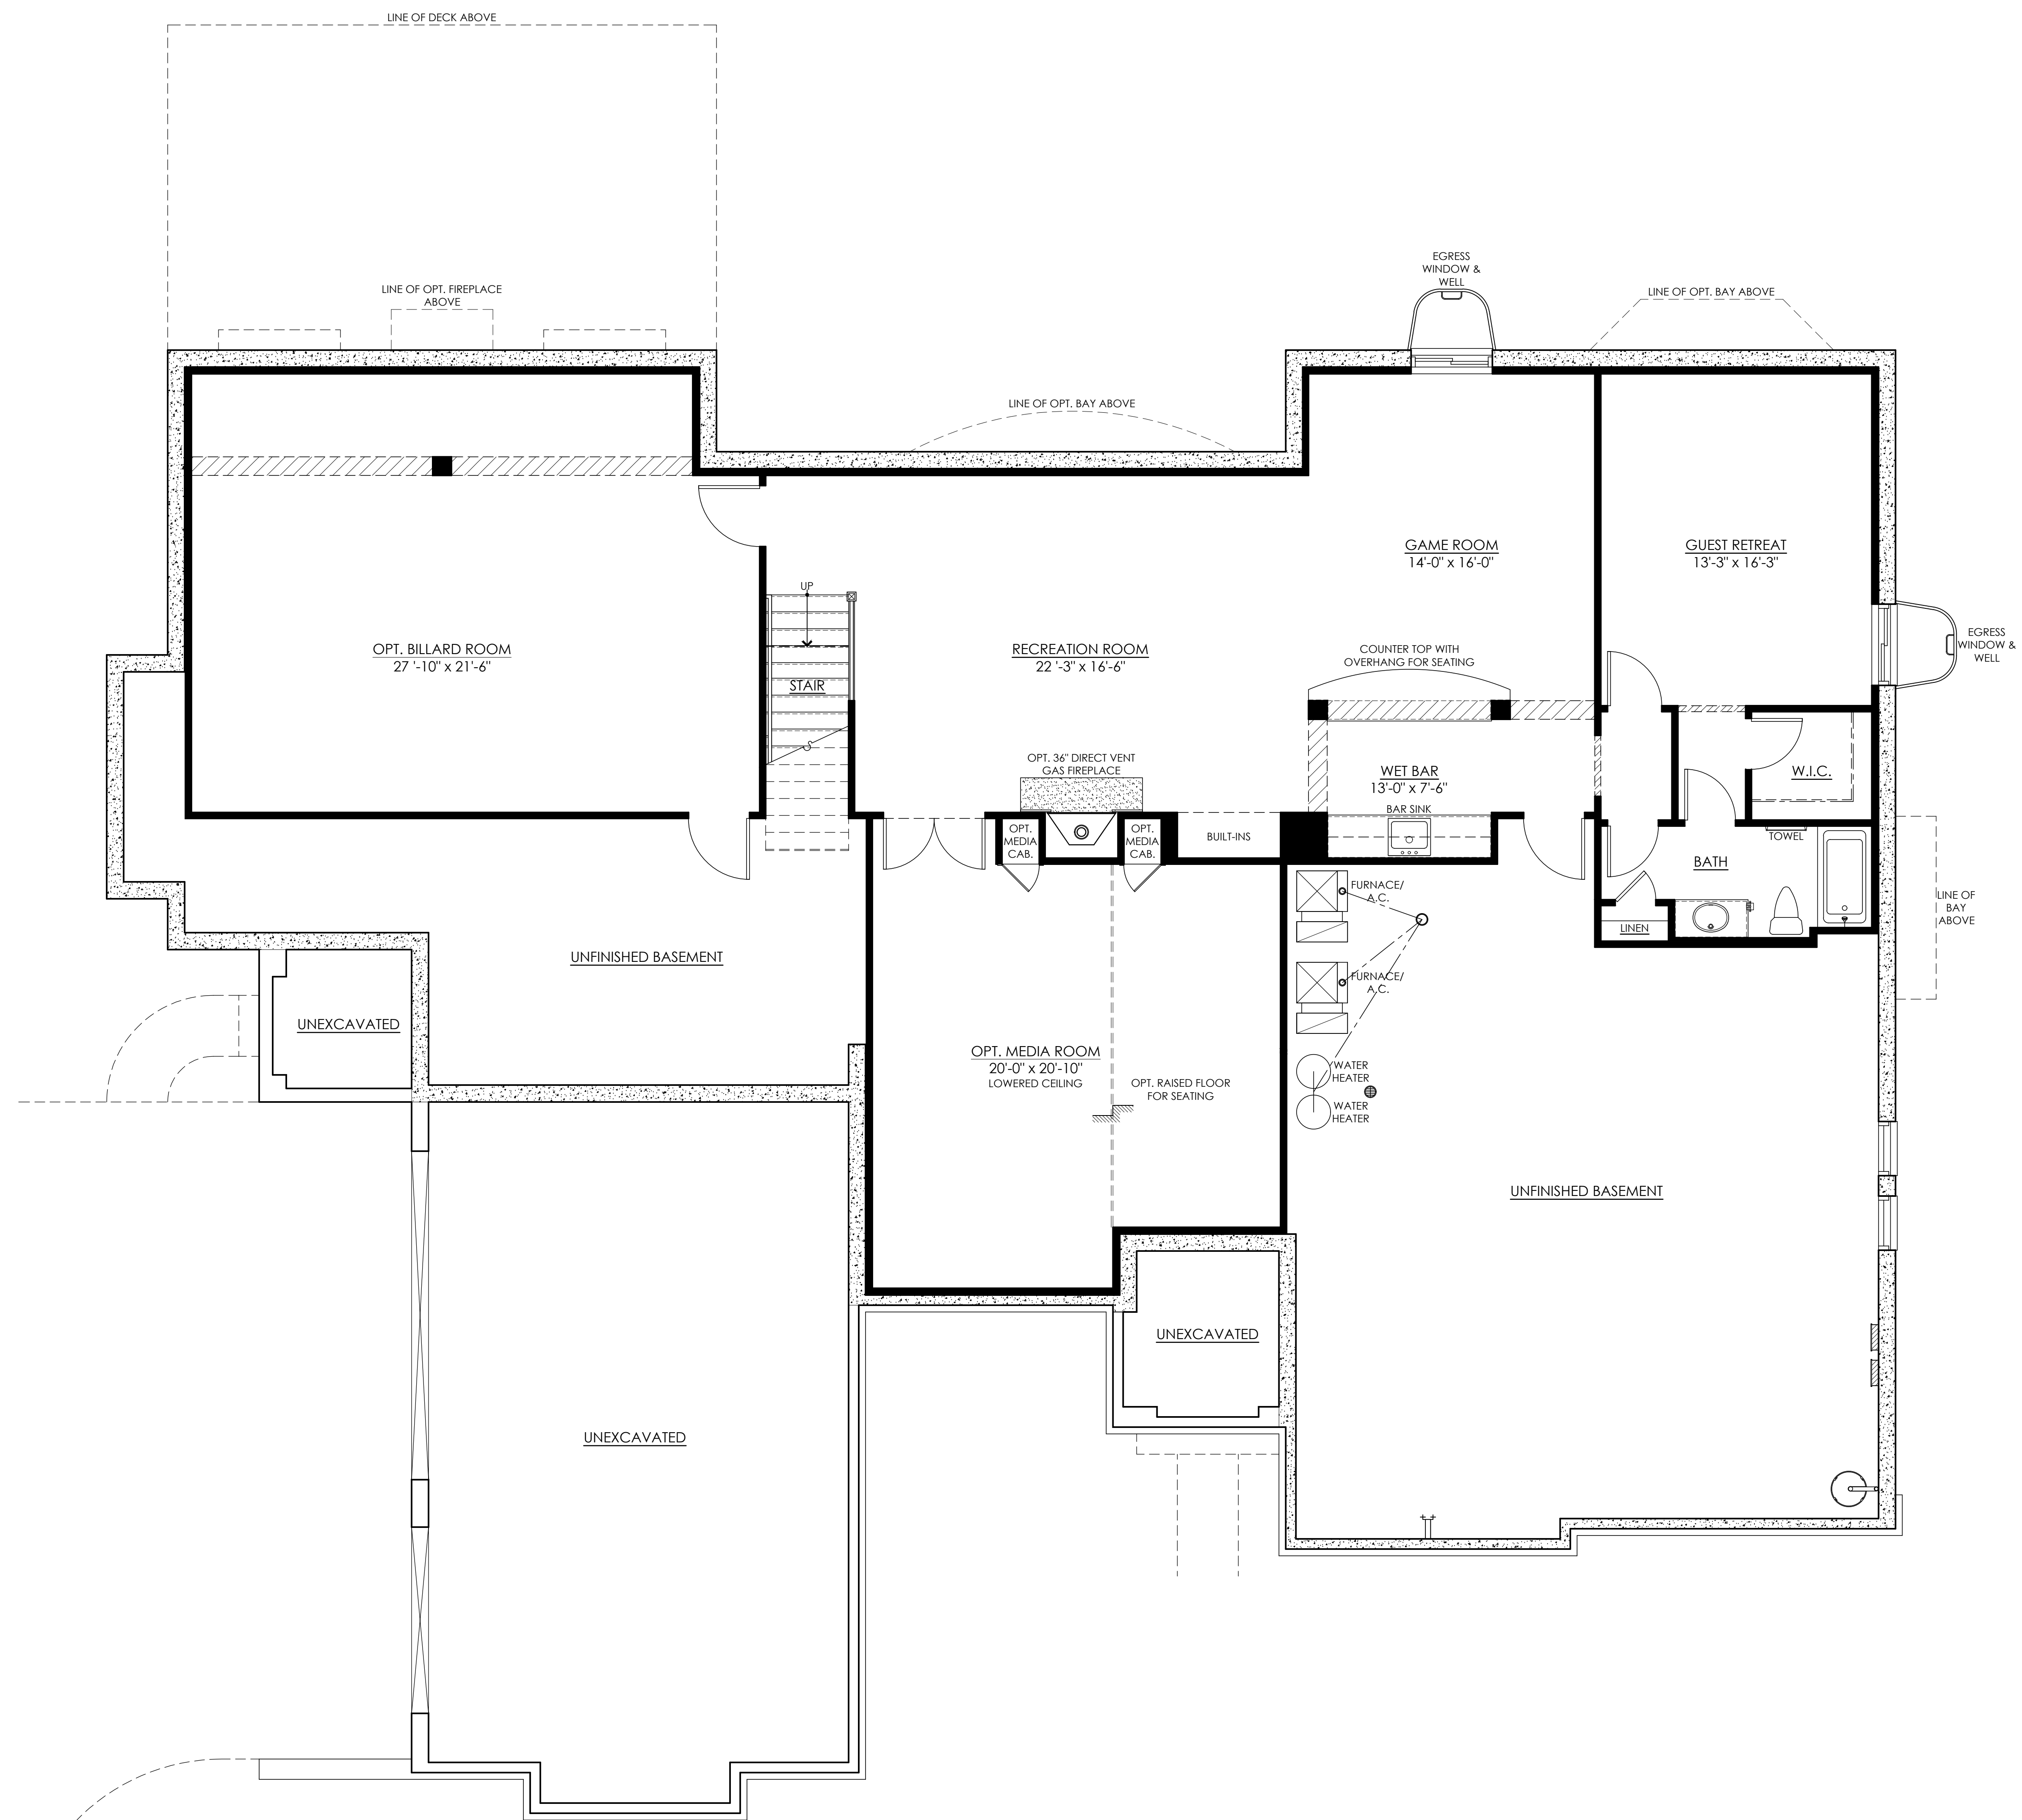 LINE OF DECK ABOVE
LINE OF OPT. FIREPLACE
ABOVE
EGRESS
WINDOW &
WELL
LINE OF OPT. BAY ABOVE
LINE OF OPT. BAY ABOVE
GAME ROOM
14'-0" x 16'-0"
GUEST RETREAT
13'-3" x 16'-3"
UP
OPT. BILLARD ROOM
27 '-10" x 21'-6"
STAIR
RECREATION ROOM
22 '-3" x 16'-6"
COUNTER TOP WITH
OVERHANG FOR SEATING
EGRESS
WINDOW &
WELL
OPT. 36" DIRECT VENT
GAS FIREPLACE
WET BAR
13'-0" x 7'-6"
BAR SINK
W.I.C.
OPT.
MEDIA
CAB.
OPT.
MEDIA
CAB.
BUILT-INS
TOWEL
BATH
FURNACE/
A.C.
LINEN
LINE OF
BAY
ABOVE
UNFINISHED BASEMENT
FURNACE/
A.C.
UNEXCAVATED
OPT. MEDIA ROOM
20'-0" x 20'-10"
LOWERED CEILING
OPT. RAISED FLOOR
FOR SEATING
WATER
HEATER
WATER
HEATER
UNFINISHED BASEMENT
UNEXCAVATED
UNEXCAVATED